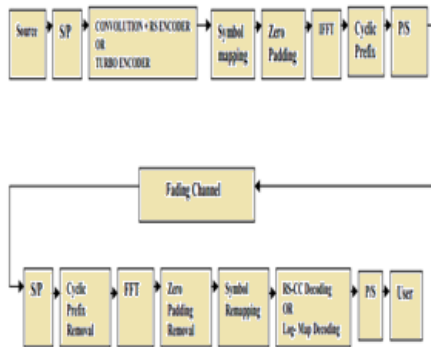 Source
S/P
CONVOLUTION + RS ENCODER
OR
TURBO ENCODER
Symbol
mapping
Zero
Padding
IFFT
Cyclic
Prefix
P/S
Fading Channel
S/P
Cyclic
Prefix
Removal
FFT
Zero
Padding
Removal
Symbol
Remapping
RS-CC Decoding
OR
Log- Map Decoding
P/S
User